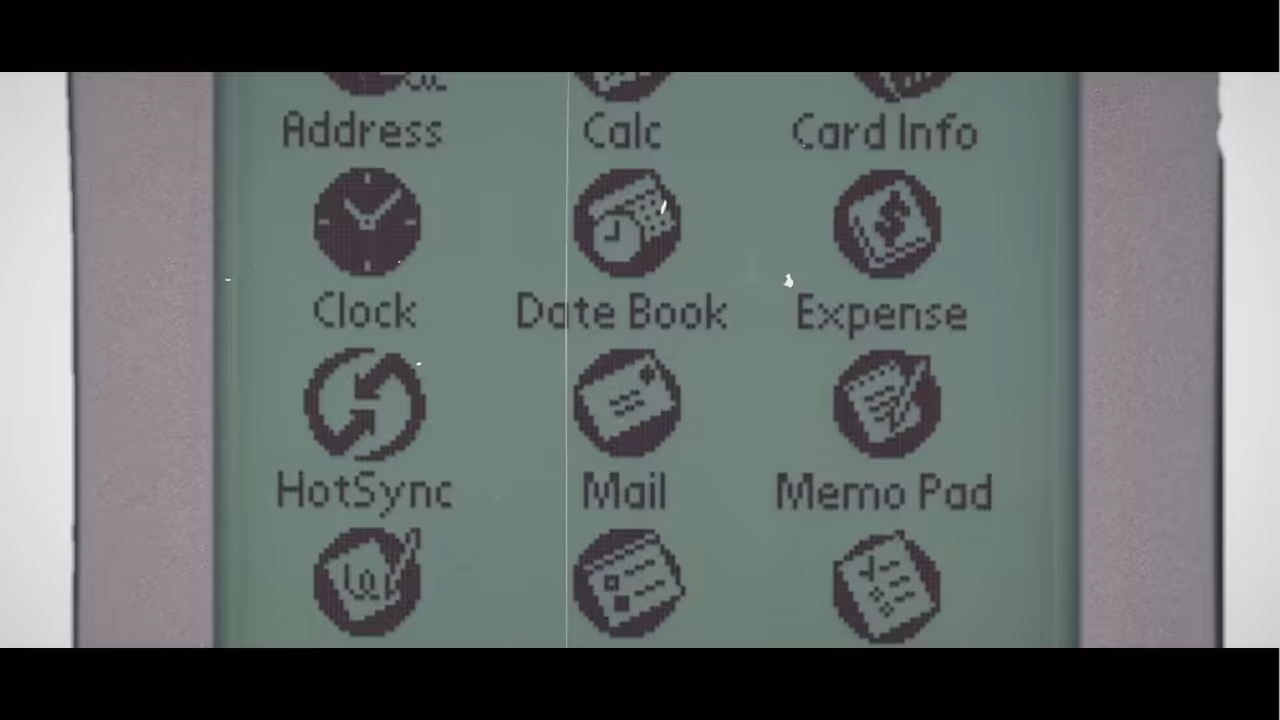 Address Calc Card Info
Clock Date Book Expense
HotSync Mail Memo Pad